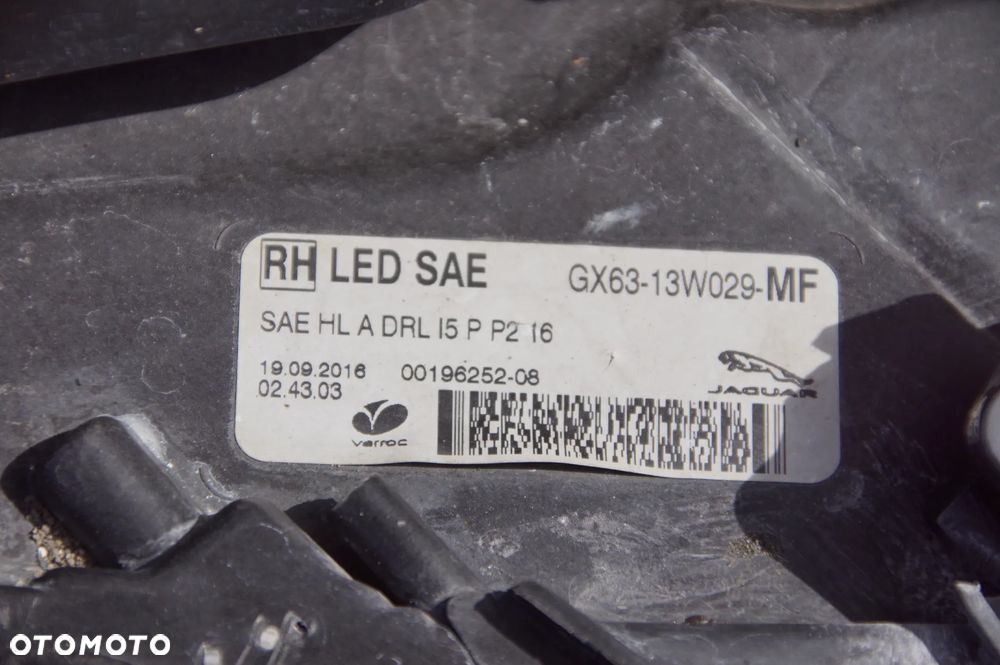 RH LED SAE GX63-13W029-MF
SAE HL A DRL I5 P P2 16
19.09.2016 00196252-08
02.43.03
varroc
JAGUAR
OTOMOTO